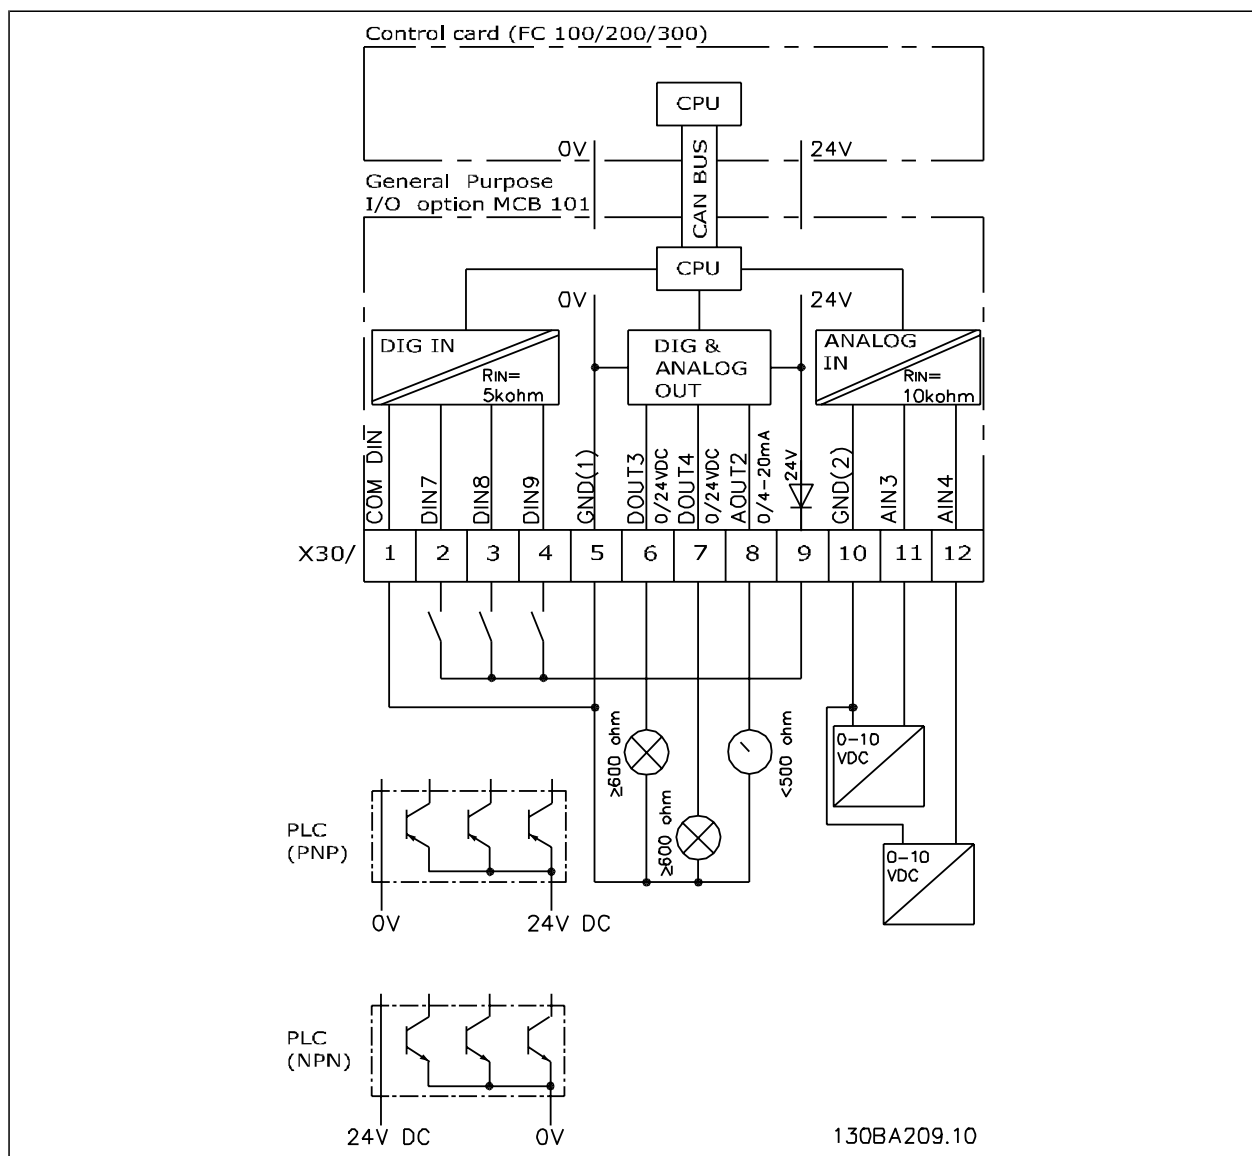 Control card (FC 100/200/300)
CPU
0V
24V
CAN BUS
General Purpose
I/O option MCB 101
CPU
0V
24V
DIG IN
RIN=
5kohm
DIG &
ANALOG
OUT
ANALOG
IN
RIN=
10kohm
COM DIN
DIN7
DIN8
DIN9
GND(1)
DOUT3
0/24VDC
DOUT4
0/24VDC
AOUT2
0/4-20mA
24V
GND(2)
AIN3
AIN4
X30/
1
2
3
4
5
6
7
8
9
10
11
12
≥600 ohm
≥600 ohm
<500 ohm
0-10
VDC
0-10
VDC
PLC
(PNP)
0V
24V DC
PLC
(NPN)
24V DC
0V
130BA209.10